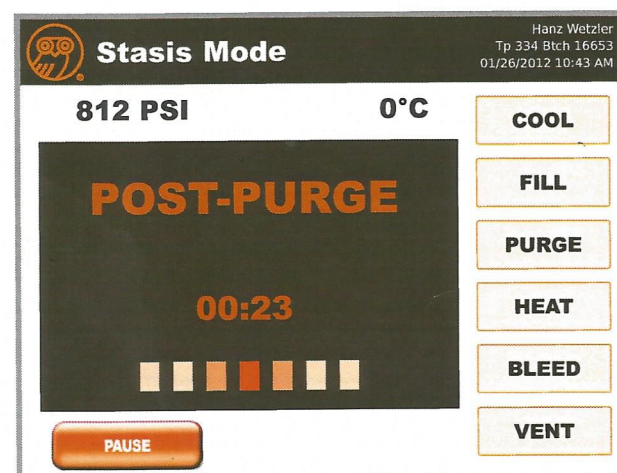 Stasis Mode
Hanz Wetzler
Tp 334 Btch 16653
01/26/2012 10:43 AM
812 PSI 0°C
POST-PURGE
00:23
PAUSE
COOL
FILL
PURGE
HEAT
BLEED
VENT